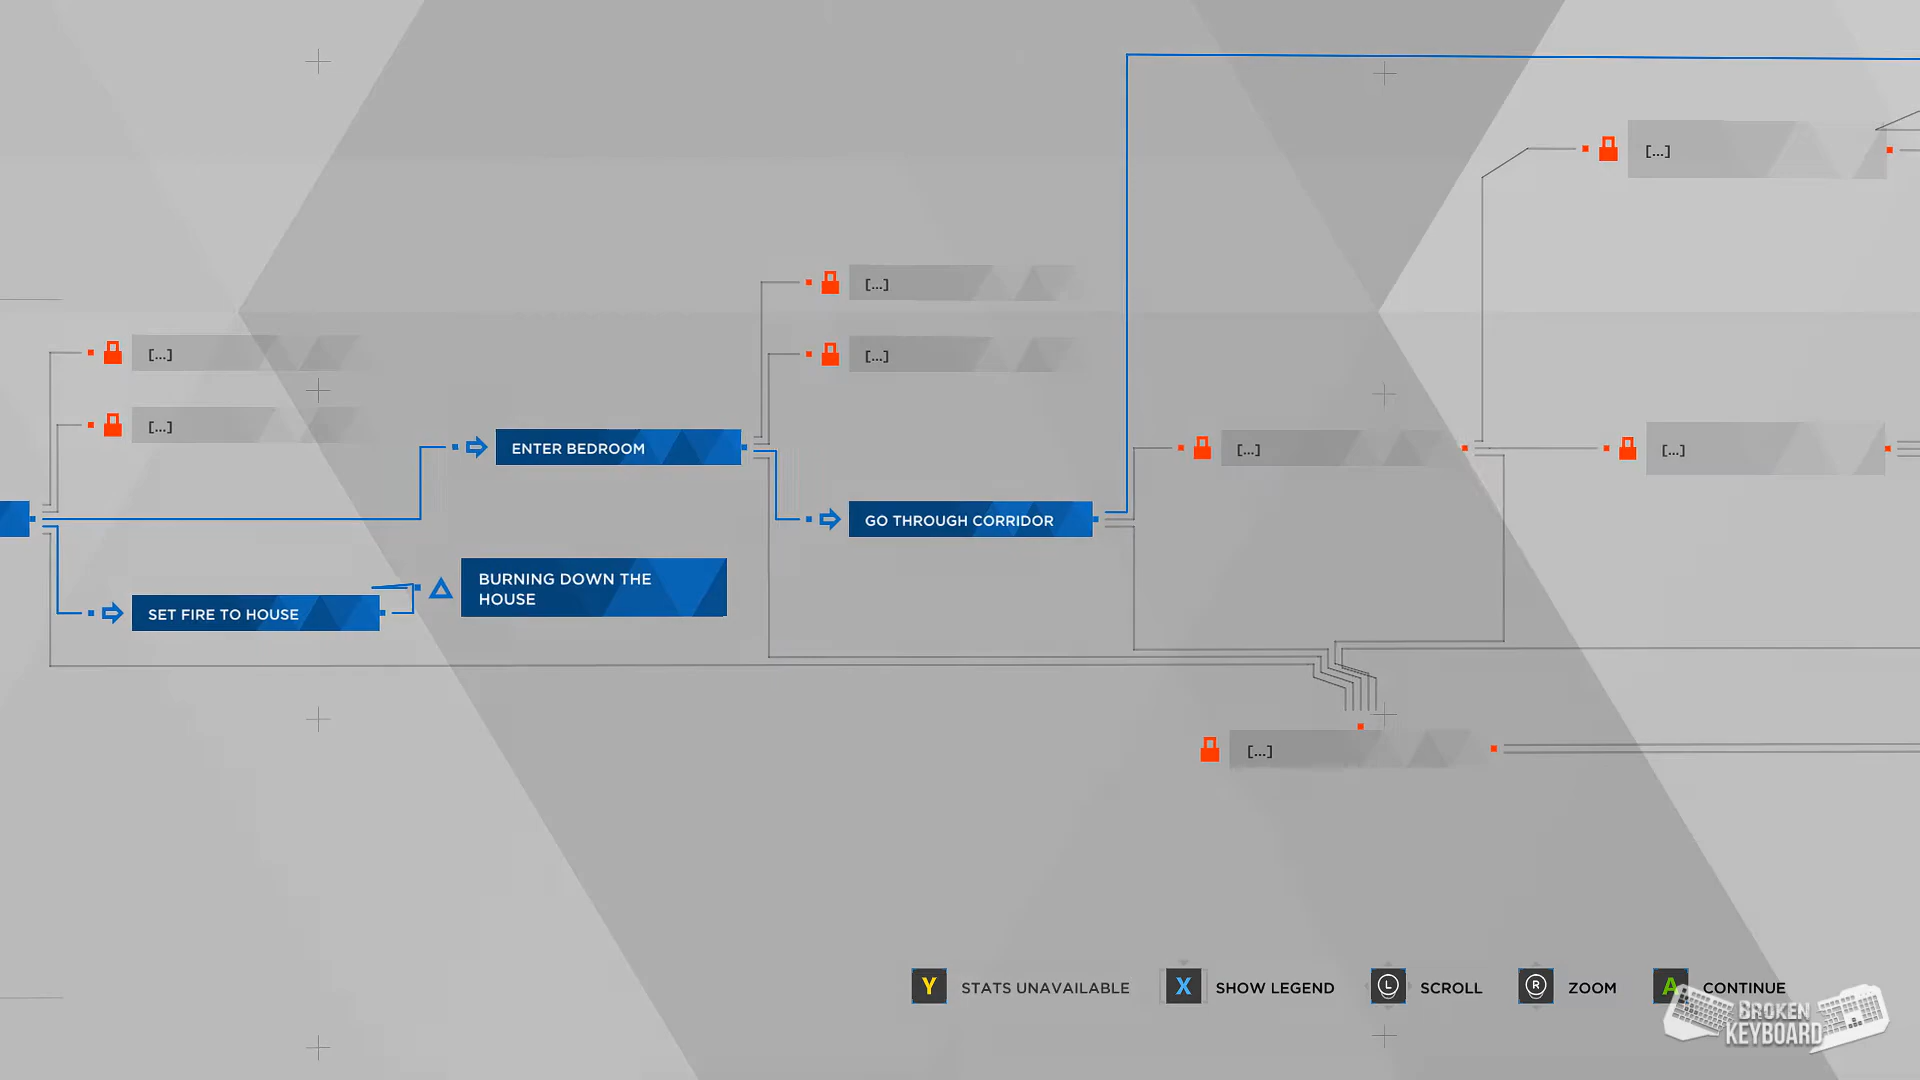 [...]
[...]
[...]
[...]
[...]
ENTER BEDROOM
[...]
[...]
GO THROUGH CORRIDOR
BURNING DOWN THE
HOUSE
SET FIRE TO HOUSE
[...]
Y STATS UNAVAILABLE X SHOW LEGEND L SCROLL R ZOOM A CONTINUE
BROKEN
KEYBOARD